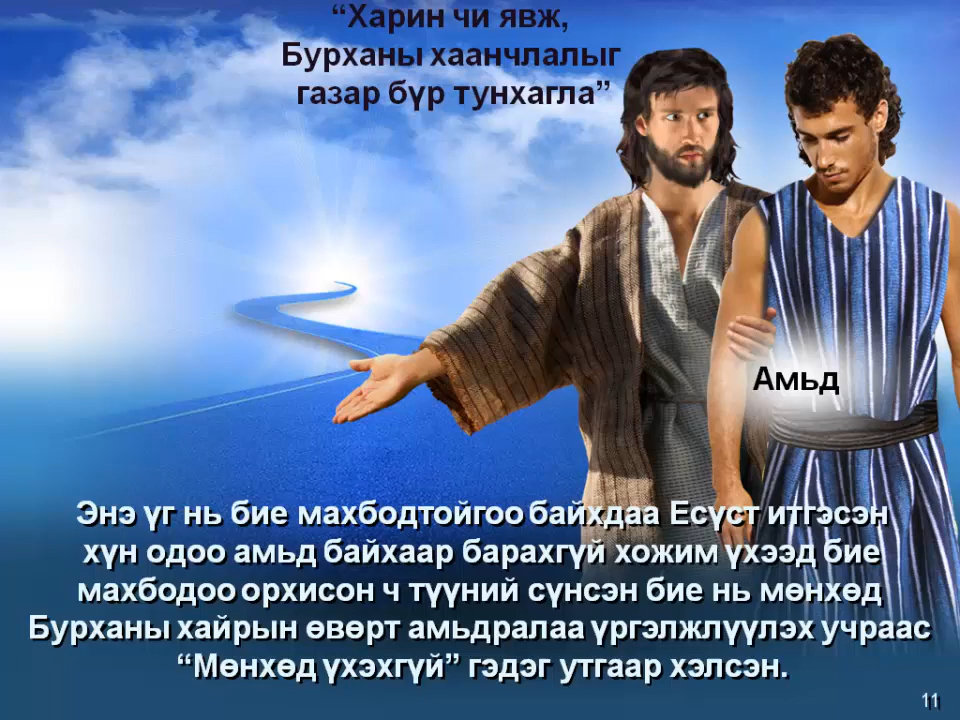 “Харин чи явж,
Бурханы хаанчлалыг
газар бүр тунхагла”
Амьд
Энэ үг нь бие махбодтойгоо байхдаа Есүст итгэсэн
хүн одоо амьд байхаар барахгүй хожим үхээд бие
махбодоо орхисон ч түүний сүнсэн бие нь мөнхөд
Бурханы хайрын өвөрт амьдралаа үргэлжлүүлэх учраас
“Мөнхөд үхэхгүй” гэдэг утгаар хэлсэн.
11